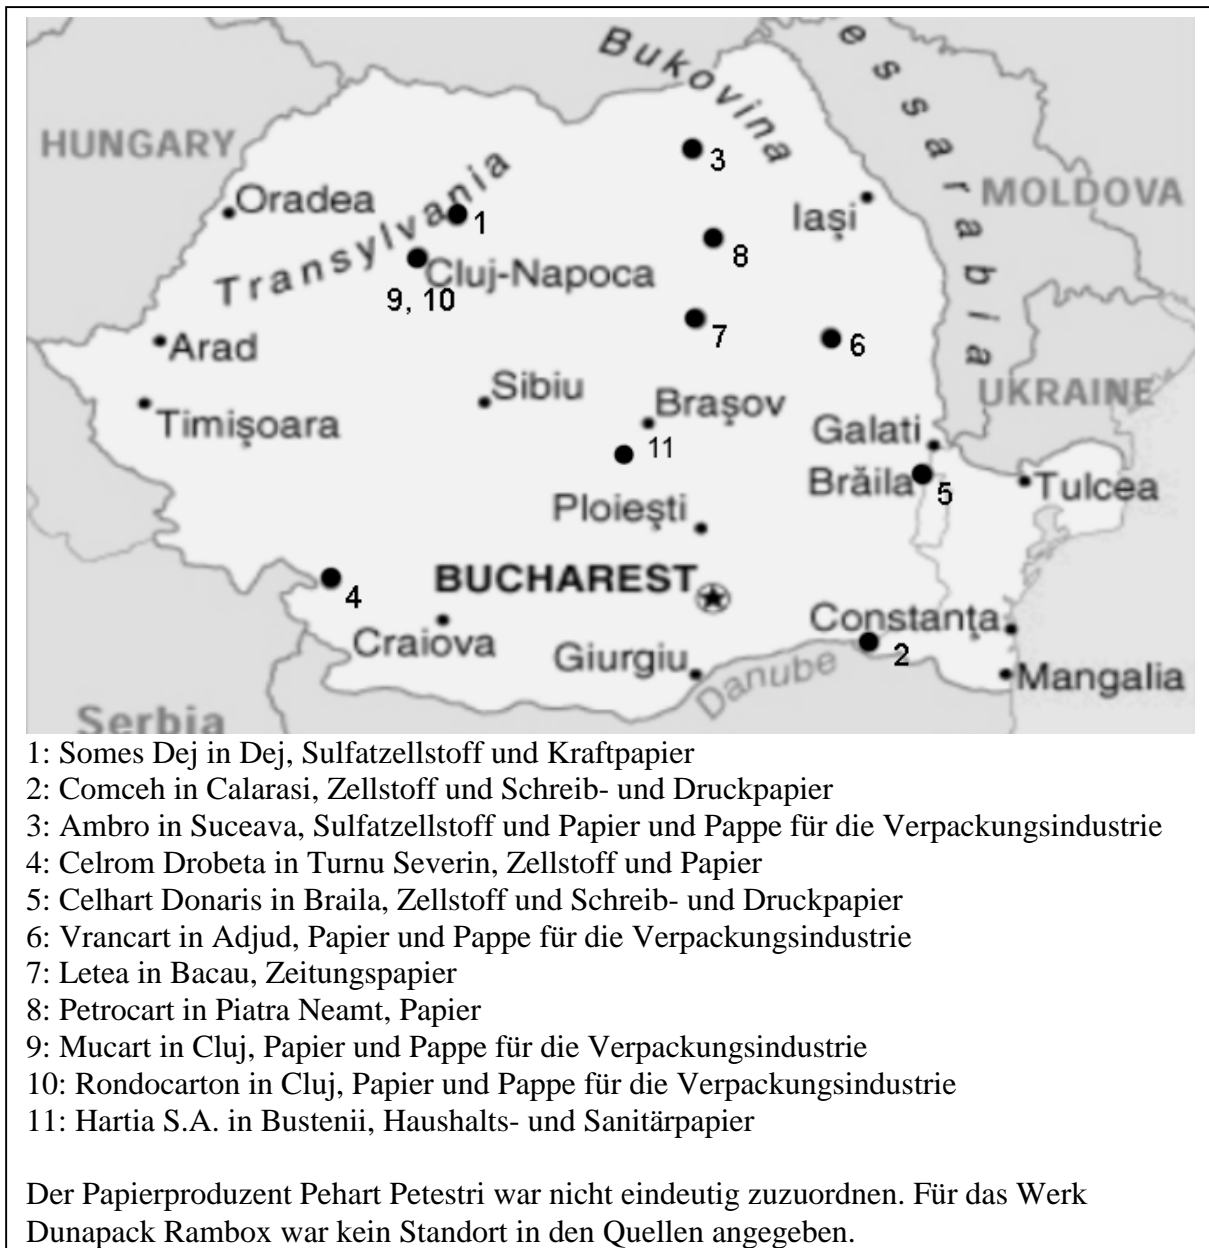 Bukovina
essarabia
HUNGARY
3
MOLDOVA
Oradea
Transylvania
1
Iași
8
Cluj-Napoca
9, 10
7
6
Arad
Sibiu
UKRAINE
Brașov
Timișoara
Galati
11
Brăila
5
Tulcea
Ploiești
BUCHAREST
4
Constanța
Craiova
Giurgiu
Danube
2
Mangalia
Serbia
1: Somes Dej in Dej, Sulfatzellstoff und Kraftpapier
2: Comceh in Calarasi, Zellstoff und Schreib- und Druckpapier
3: Ambro in Suceava, Sulfatzellstoff und Papier und Pappe für die Verpackungsindustrie
4: Celrom Drobeta in Turnu Severin, Zellstoff und Papier
5: Celhart Donaris in Braila, Zellstoff und Schreib- und Druckpapier
6: Vrancart in Adjud, Papier und Pappe für die Verpackungsindustrie
7: Letea in Bacau, Zeitungspapier
8: Petrocart in Piatra Neamt, Papier
9: Mucart in Cluj, Papier und Pappe für die Verpackungsindustrie
10: Rondocarton in Cluj, Papier und Pappe für die Verpackungsindustrie
11: Hartia S.A. in Bustenii, Haushalts- und Sanitärpapier
Der Papierproduzent Pehart Petestri war nicht eindeutig zuzuordnen. Für das Werk
Dunapack Rambox war kein Standort in den Quellen angegeben.